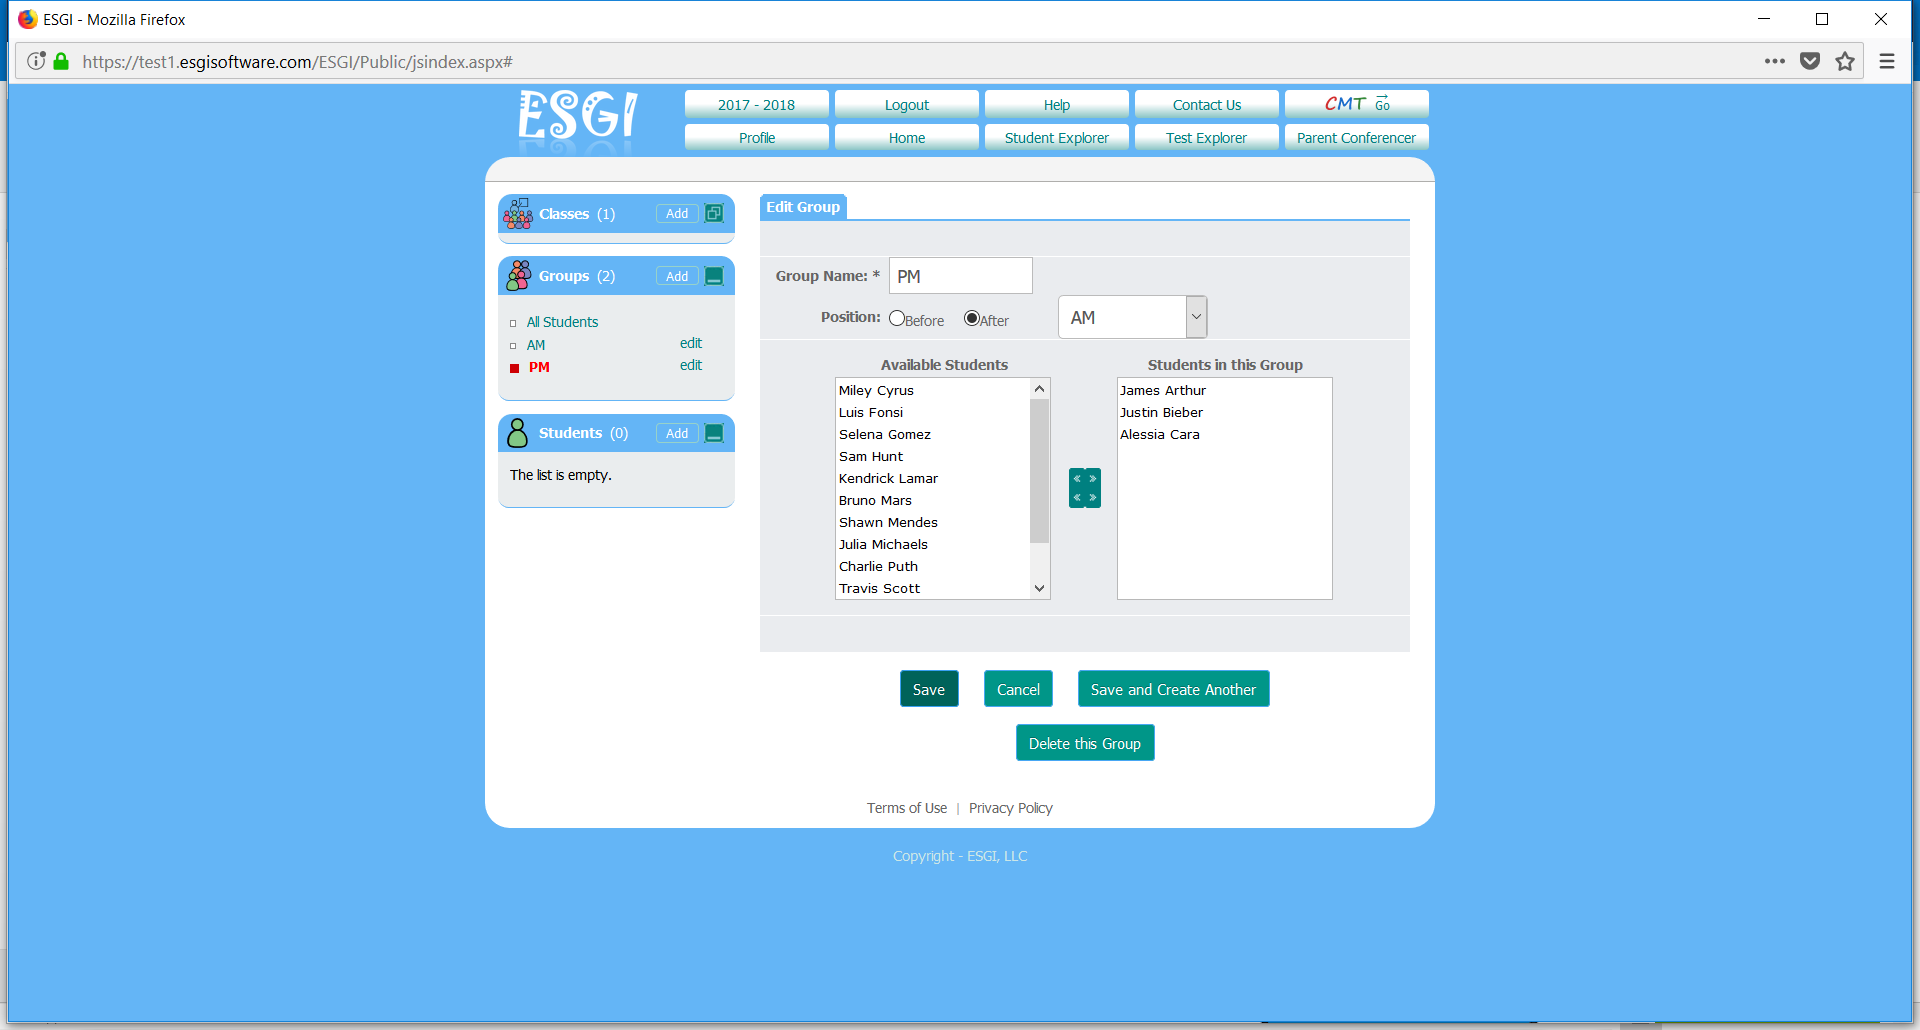 ESGI - Mozilla Firefox
https://test1.esgisoftware.com/ESGI/Public/jsindex.aspx#
ESGI
2017 - 2018 Logout Help Contact Us CMT Go
Profile Home Student Explorer Test Explorer Parent Conferencer
Classes (1) Add
Groups (2) Add
All Students
AM edit
PM edit
Students (0) Add
The list is empty.
Edit Group
Group Name: * PM
Position: Before After AM
Available Students
Miley Cyrus
Luis Fonsi
Selena Gomez
Sam Hunt
Kendrick Lamar
Bruno Mars
Shawn Mendes
Julia Michaels
Charlie Puth
Travis Scott
Students in this Group
James Arthur
Justin Bieber
Alessia Cara
Save Cancel Save and Create Another
Delete this Group
Terms of Use | Privacy Policy
Copyright - ESGI, LLC